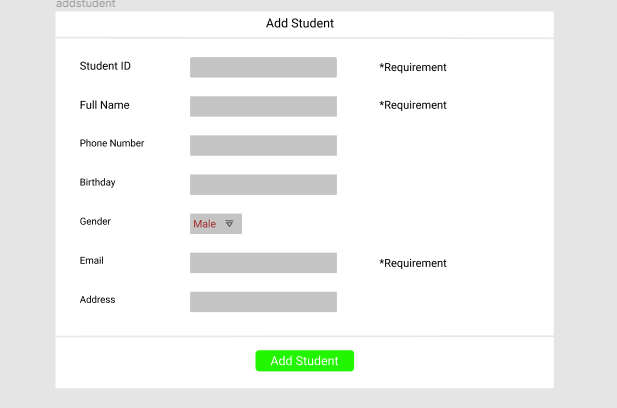 addstudent
Add Student
Student ID *Requirement
Full Name *Requirement
Phone Number
Birthday
Gender Male
Email *Requirement
Address
Add Student